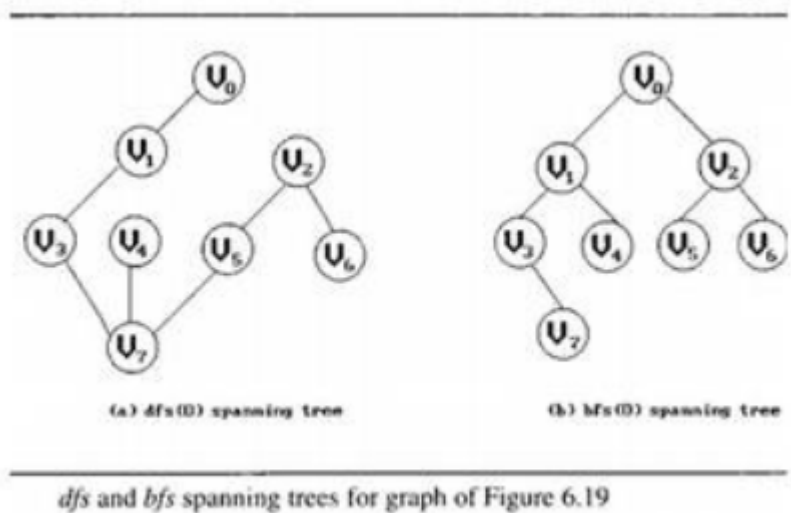 V₀
V₁
V₂
V₃ V₄ V₅ V₆
V₇
(a) dfs(0) spanning tree
V₀
V₁ V₂
V₃ V₄ V₅ V₆
V₇
(b) bfs(0) spanning tree
dfs and bfs spanning trees for graph of Figure 6.19